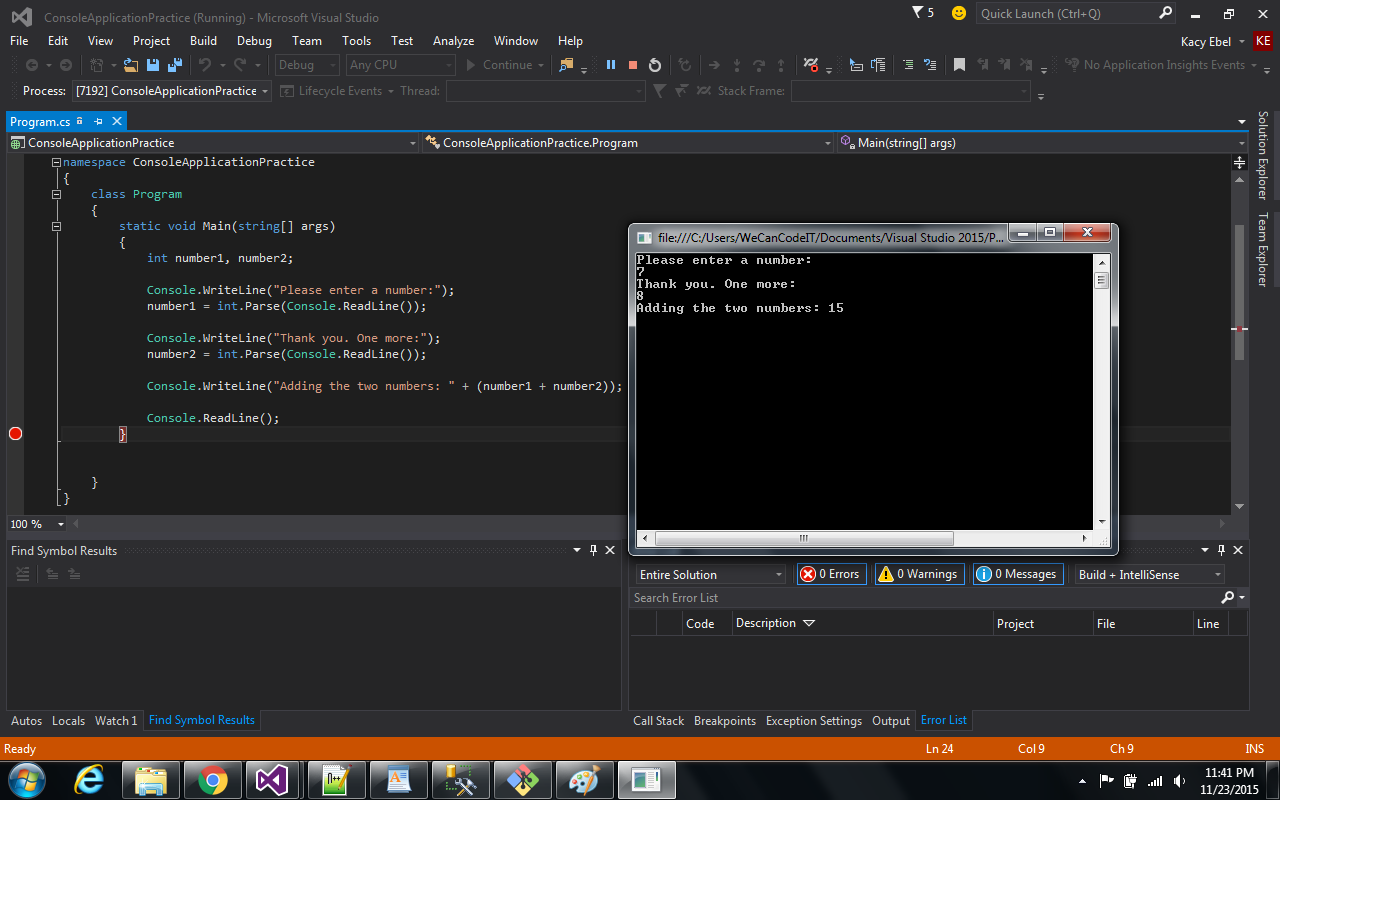 ConsoleApplicationPractice (Running) - Microsoft Visual Studio
5
Quick Launch (Ctrl+Q)
File Edit View Project Build Debug Team Tools Test Analyze Window Help
Kacy Ebel KE
Debug Any CPU Continue No Application Insights Events
Process: [7192] ConsoleApplicationPractice Lifecycle Events Thread: Stack Frame:
Program.cs
ConsoleApplicationPractice ConsoleApplicationPractice.Program Main(string[] args)
namespace ConsoleApplicationPractice
{
class Program
{
static void Main(string[] args)
{
int number1, number2;
Console.WriteLine("Please enter a number:");
number1 = int.Parse(Console.ReadLine());
Console.WriteLine("Thank you. One more:");
number2 = int.Parse(Console.ReadLine());
Console.WriteLine("Adding the two numbers: " + (number1 + number2));
Console.ReadLine();
}
}
}
100 %
file:///C:/Users/WeCanCodeIT/Documents/Visual Studio 2015/P...
Please enter a number:
7
Thank you. One more:
8
Adding the two numbers: 15
Solution Explorer
Team Explorer
Find Symbol Results
Entire Solution 0 Errors 0 Warnings 0 Messages Build + IntelliSense
Search Error List
Code Description Project File Line
Autos Locals Watch 1 Find Symbol Results
Call Stack Breakpoints Exception Settings Output Error List
Ready Ln 24 Col 9 Ch 9 INS
11:41 PM
11/23/2015